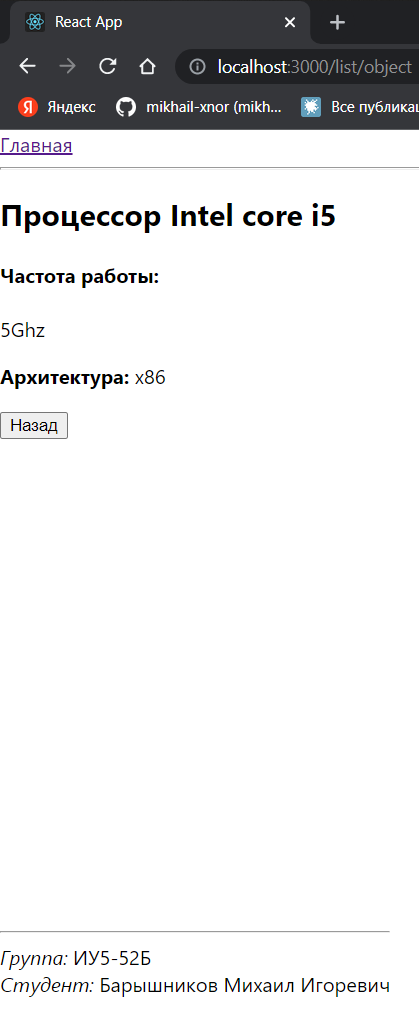 React App
localhost:3000/list/object
Яндекс
mikhail-xnor (mikh...
Все публикац
Главная
Процессор Intel core i5
Частота работы:
5Ghz
Архитектура: x86
Назад
Группа: ИУ5-52Б
Студент: Барышников Михаил Игоревич